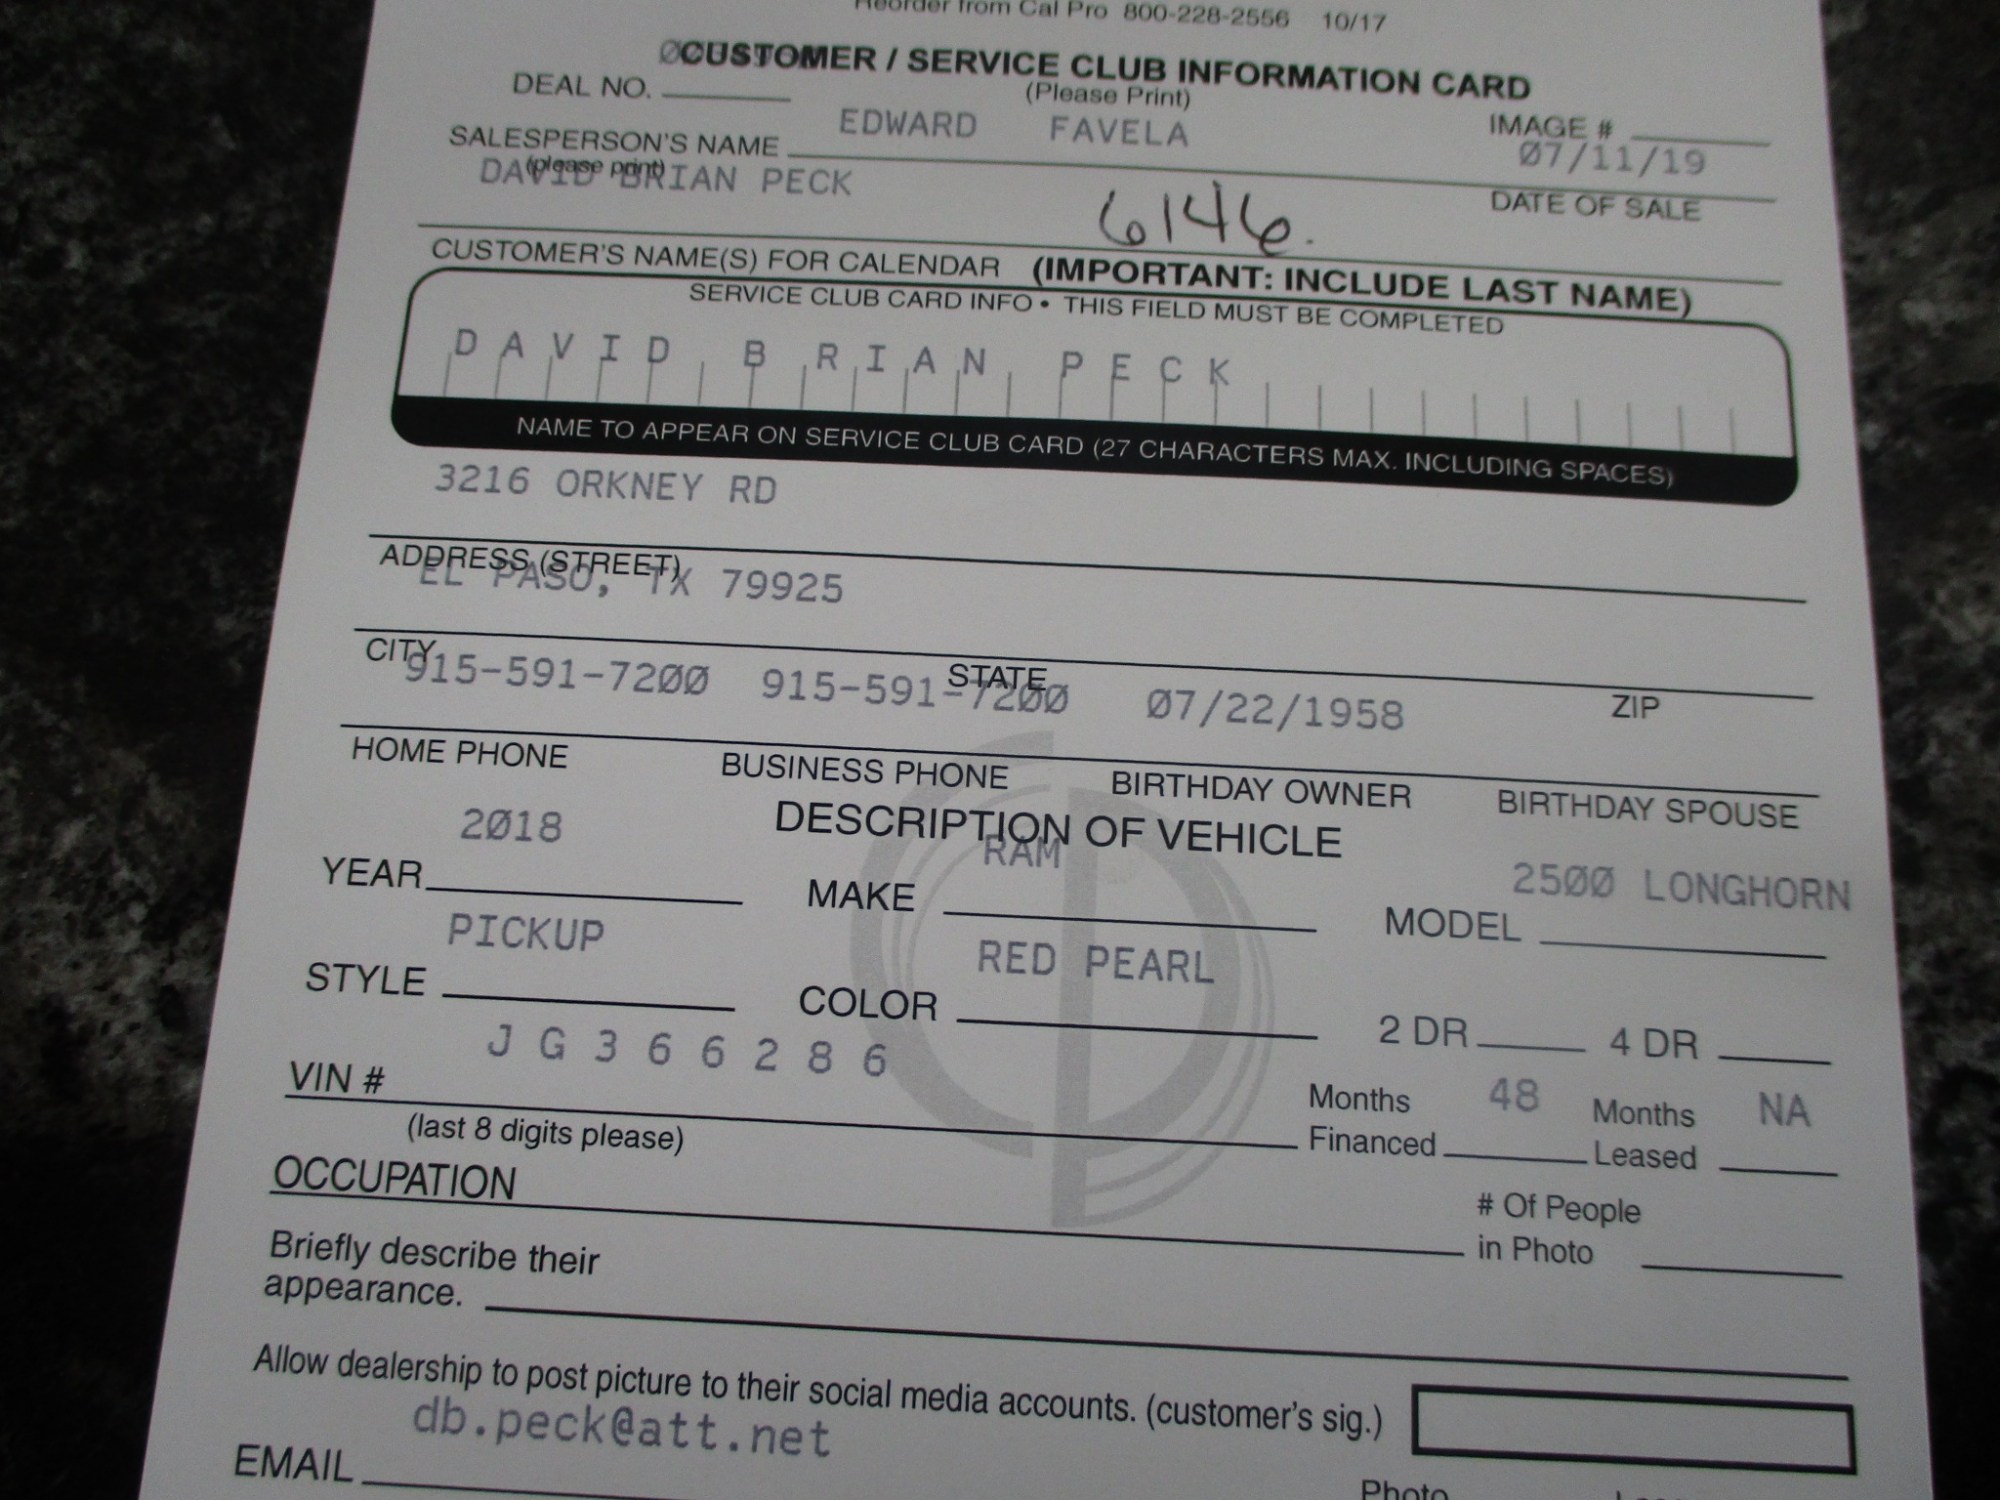 Reorder from Cal Pro 800-228-2556 10/17
CUSTOMER / SERVICE CLUB INFORMATION CARD
(Please Print)
DEAL NO.
IMAGE #
EDWARD FAVELA
SALESPERSON'S NAME
(please print)
07/11/19
DATE OF SALE
DAVID BRIAN PECK
6146.
CUSTOMER'S NAME(S) FOR CALENDAR (IMPORTANT: INCLUDE LAST NAME)
SERVICE CLUB CARD INFO • THIS FIELD MUST BE COMPLETED
DAVID BRIAN PECK
NAME TO APPEAR ON SERVICE CLUB CARD (27 CHARACTERS MAX. INCLUDING SPACES)
3216 ORKNEY RD
ADDRESS (STREET)
EL PASO, TX 79925
CITY STATE ZIP
915-591-7200 915-591-7200 07/22/1958
HOME PHONE BUSINESS PHONE BIRTHDAY OWNER BIRTHDAY SPOUSE
DESCRIPTION OF VEHICLE
2018 RAM 2500 LONGHORN
YEAR MAKE MODEL
PICKUP RED PEARL
STYLE COLOR 2 DR 4 DR
JG366286
VIN #
(last 8 digits please)
Months Financed 48 Months Leased NA
OCCUPATION
# Of People in Photo
Briefly describe their
appearance.
Allow dealership to post picture to their social media accounts. (customer's sig.)
db.peck@att.net
EMAIL
Photo